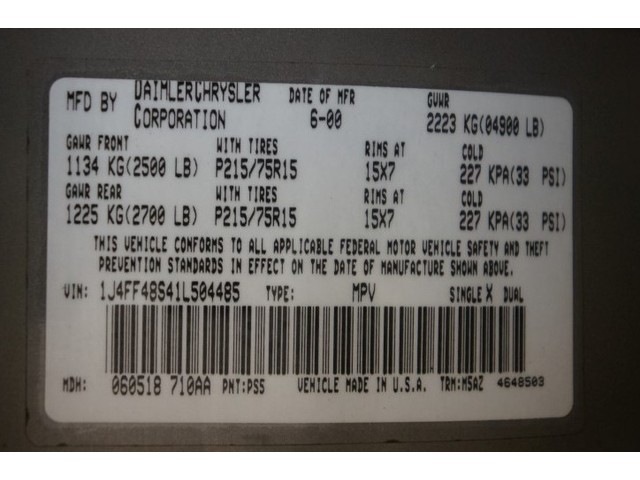 MFD BY DAIMLERCHRYSLER CORPORATION DATE OF MFR 6-00 GVWR 2223 KG(04900 LB)
GAWR FRONT WITH TIRES RIMS AT COLD
1134 KG(2500 LB) P215/75R15 15X7 227 KPA(33 PSI)
GAWR REAR WITH TIRES RIMS AT COLD
1225 KG(2700 LB) P215/75R15 15X7 227 KPA(33 PSI)
THIS VEHICLE CONFORMS TO ALL APPLICABLE FEDERAL MOTOR VEHICLE SAFETY AND THEFT
PREVENTION STANDARDS IN EFFECT ON THE DATE OF MANUFACTURE SHOWN ABOVE.
VIN: 1J4FF48S41L504485 TYPE: MPV SINGLE X DUAL
MDH: 060518 710AA PNT:PS5 VEHICLE MADE IN U.S.A. TRM:MSAZ 4648503